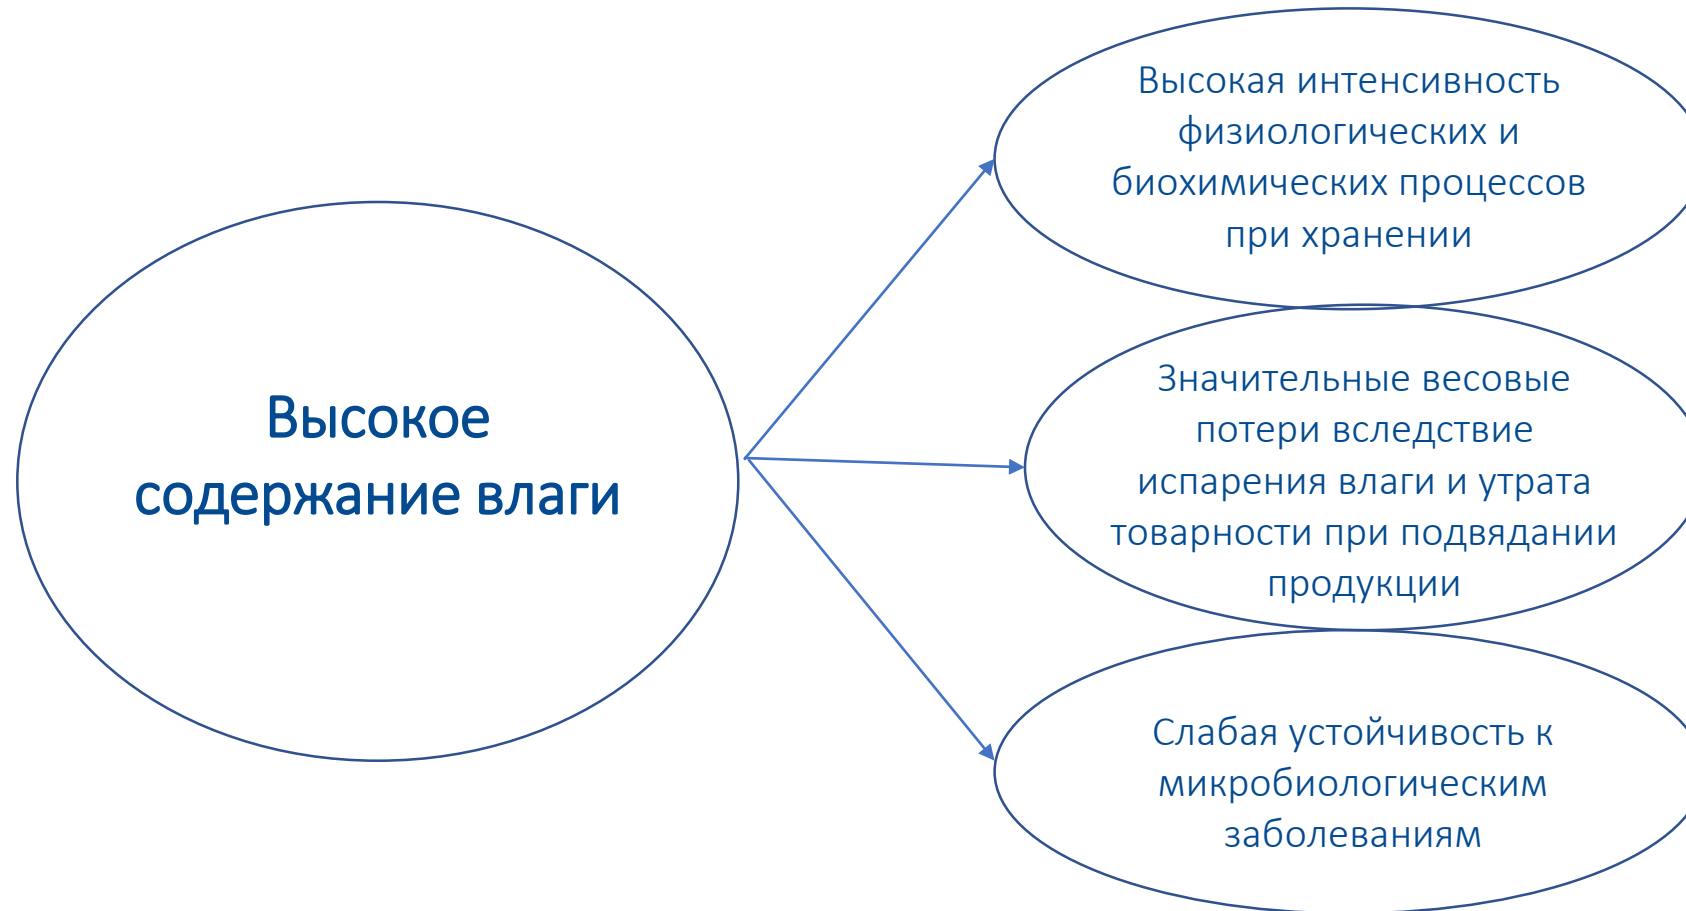 Высокое
содержание влаги
Высокая интенсивность
физиологических и
биохимических процессов
при хранении
Значительные весовые
потери вследствие
испарения влаги и утрата
товарности при подвядании
продукции
Слабая устойчивость к
микробиологическим
заболеваниям